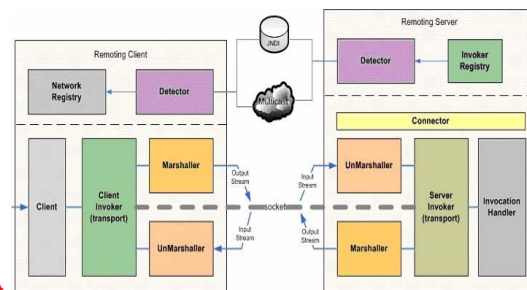 Remoting Client
JNDI
Remoting Server
Network
Registry
Detector
Multicast
Detector
Invoker
Registry
Connector
Client
Client
Invoker
(transport)
Marshaller
Output
Stream
socket
Input
Stream
UnMarshaller
Input
Stream
UnMarshaller
Output
Stream
Marshaller
Server
Invoker
(transport)
Invocation
Handler